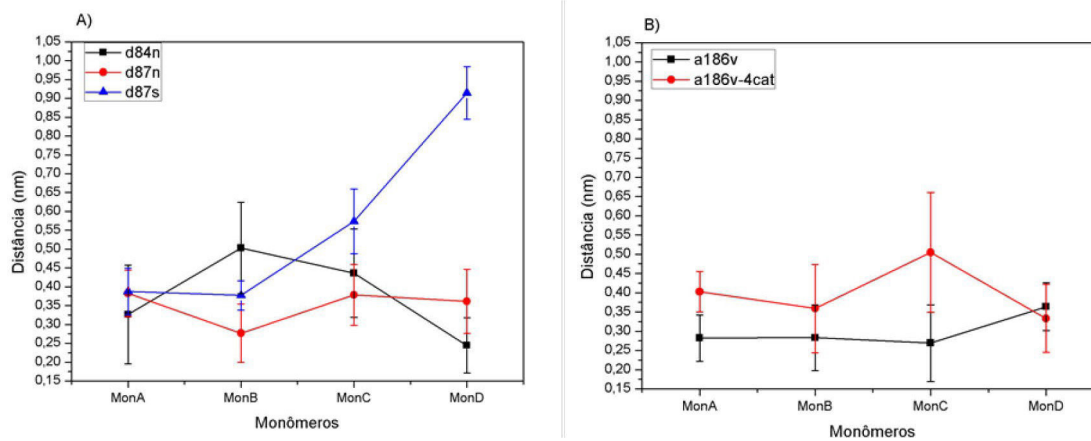 A)
1,05
1,00
0,95
0,90
0,85
0,80
0,75
0,70
0,65
0,60
0,55
0,50
0,45
0,40
0,35
0,30
0,25
0,20
0,15
Distância (nm)
d84n
d87n
d87s
MonA MonB MonC MonD
Monômeros
B)
1,05
1,00
0,95
0,90
0,85
0,80
0,75
0,70
0,65
0,60
0,55
0,50
0,45
0,40
0,35
0,30
0,25
0,20
0,15
Distância (nm)
a186v
a186v-4cat
MonA MonB MonC MonD
Monômeros